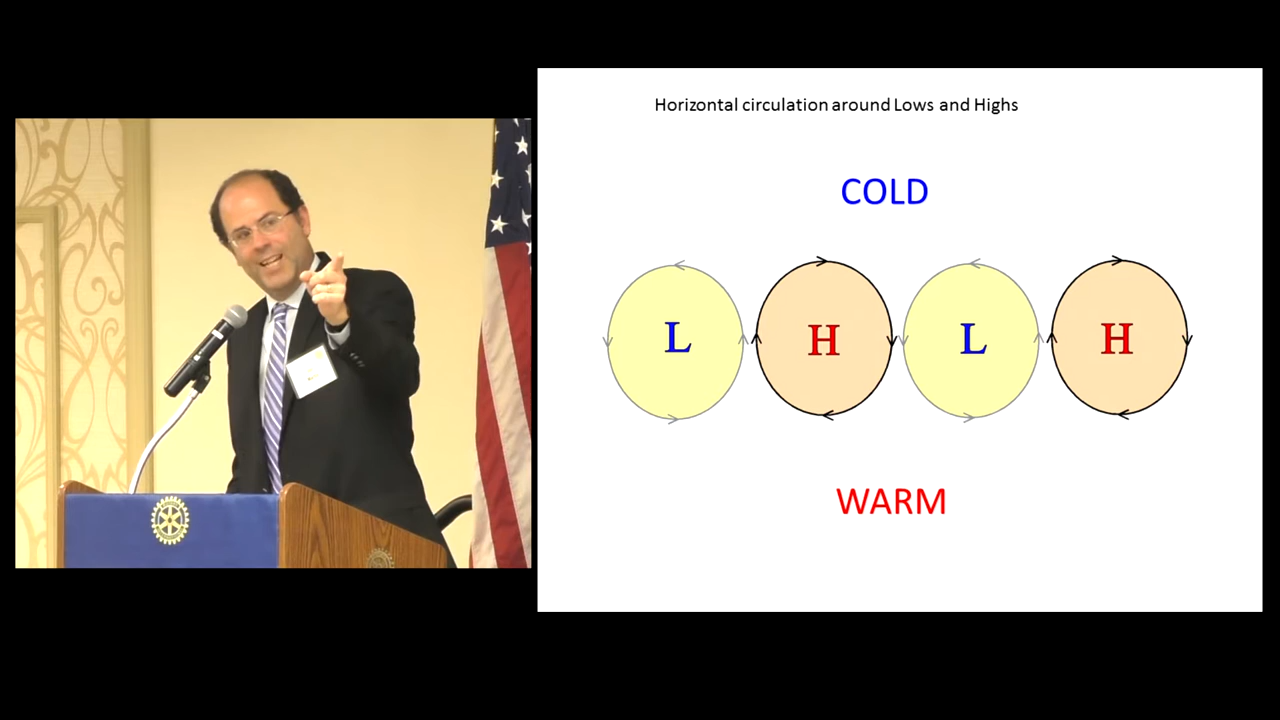 Horizontal circulation around Lows and Highs
COLD
L H L H
WARM